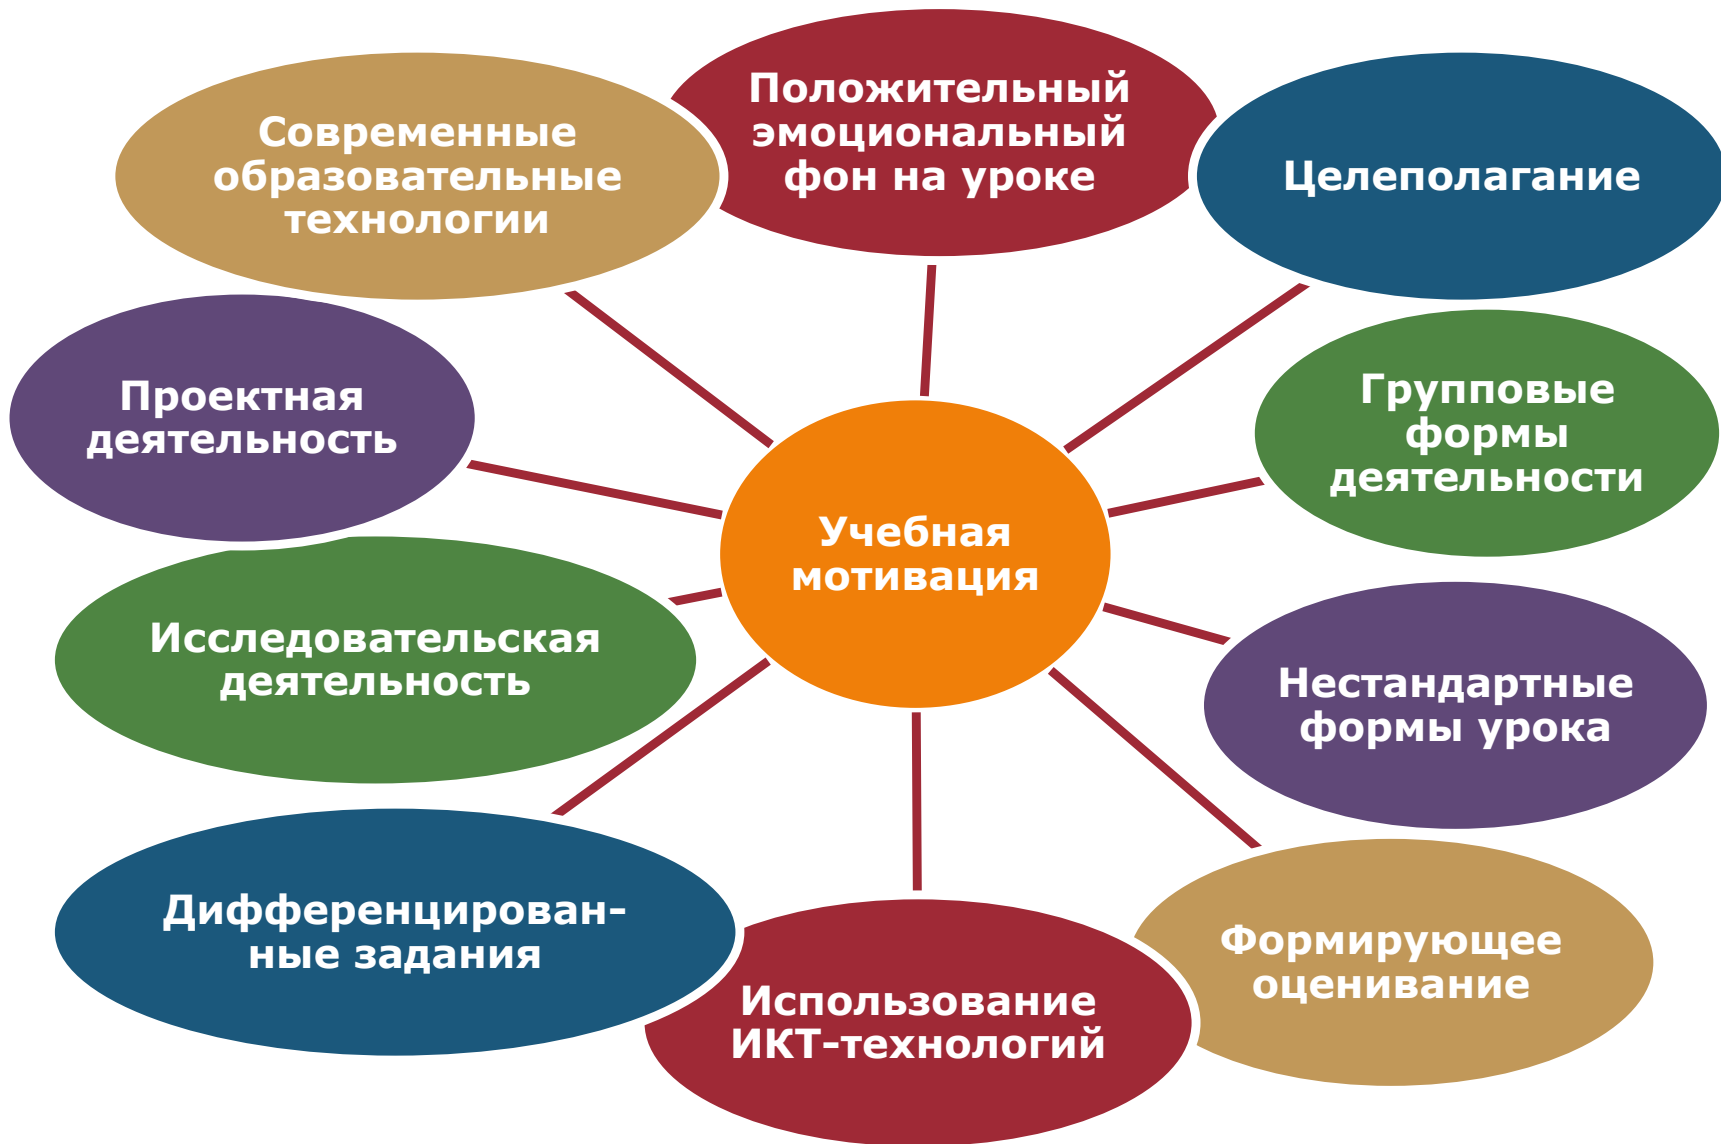 Положительный
эмоциональный
фон на уроке
Современные
образовательные
технологии
Целеполагание
Проектная
деятельность
Групповые
формы
деятельности
Учебная
мотивация
Исследовательская
деятельность
Нестандартные
формы урока
Дифференцирован-
ные задания
Формирующее
оценивание
Использование
ИКТ-технологий